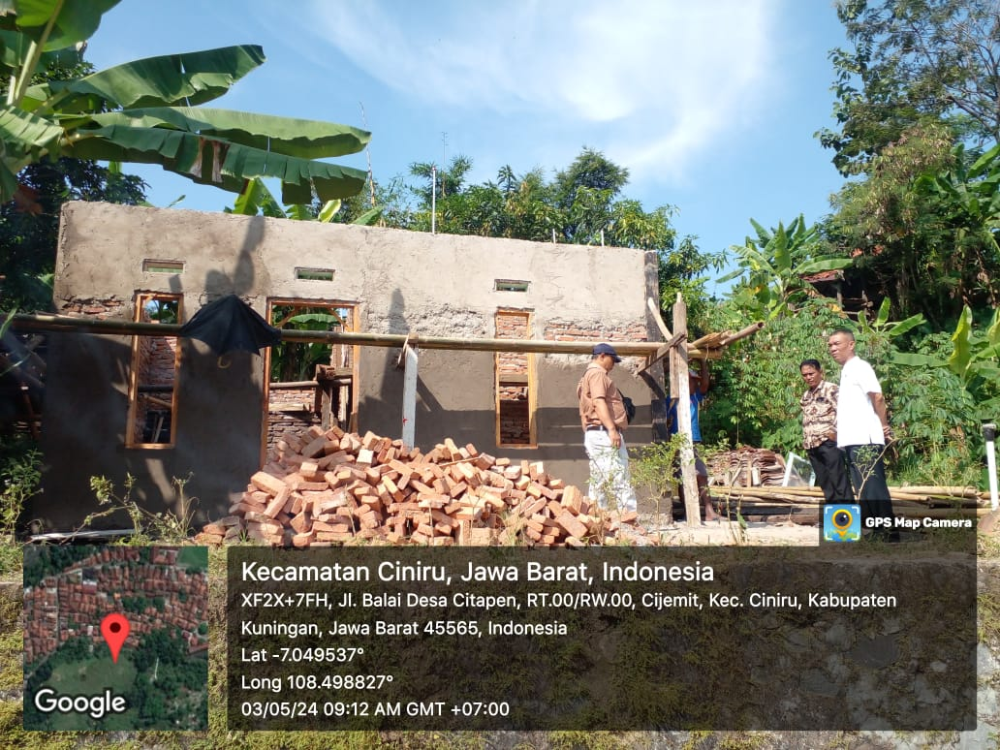 GPS Map Camera
Kecamatan Ciniru, Jawa Barat, Indonesia
XF2X+7FH, Jl. Balai Desa Citapen, RT.00/RW.00, Cijemit, Kec. Ciniru, Kabupaten
Kuningan, Jawa Barat 45565, Indonesia
Lat -7.049537°
Long 108.498827°
03/05/24 09:12 AM GMT +07:00
Google